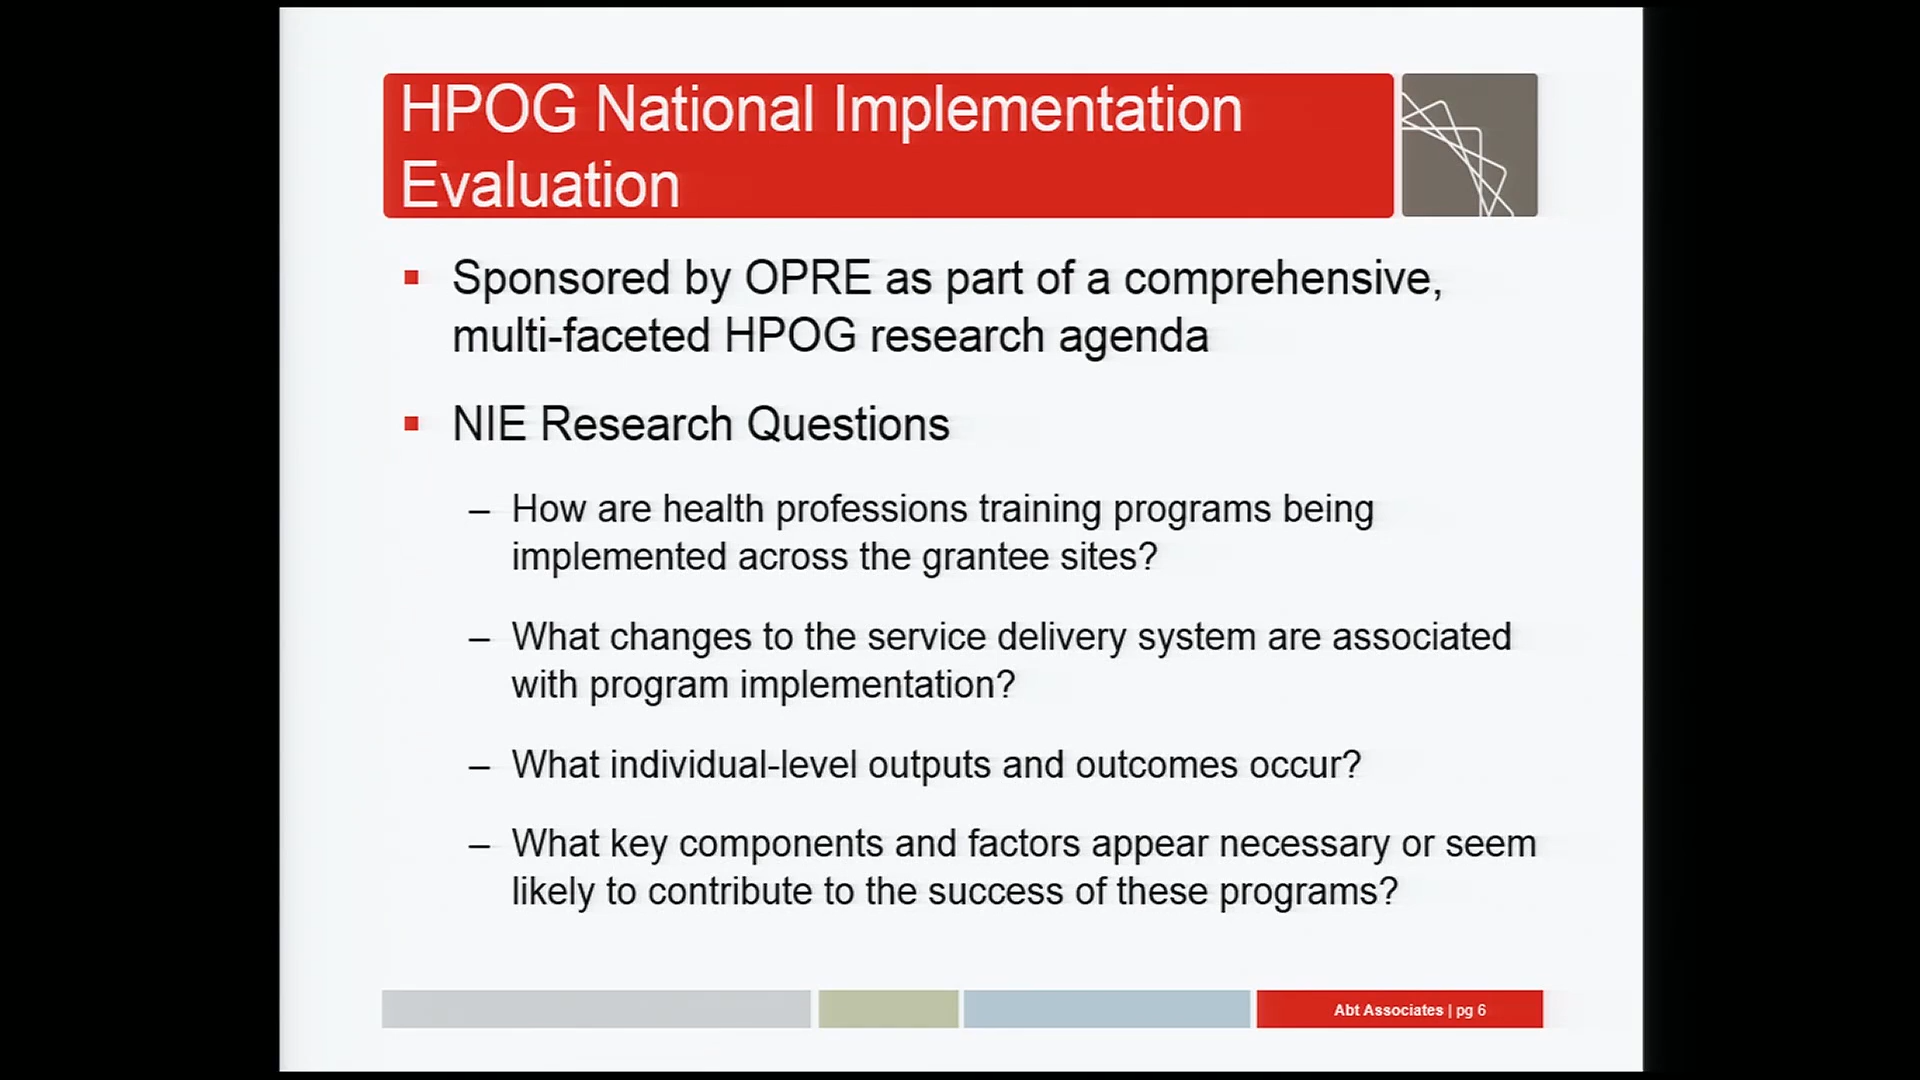 HPOG National Implementation
Evaluation
▪ Sponsored by OPRE as part of a comprehensive,
multi-faceted HPOG research agenda
▪ NIE Research Questions
– How are health professions training programs being
implemented across the grantee sites?
– What changes to the service delivery system are associated
with program implementation?
– What individual-level outputs and outcomes occur?
– What key components and factors appear necessary or seem
likely to contribute to the success of these programs?
Abt Associates | pg 6